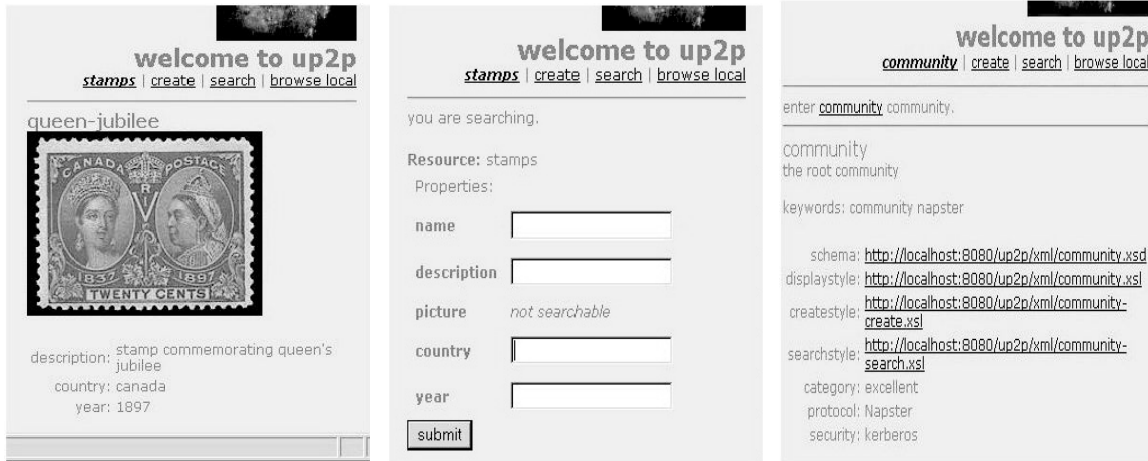 welcome to up2p
stamps | create | search | browse local
queen-jubilee
CANADA POSTAGE
R
V I
1837 1897
TWENTY CENTS
description: stamp commemorating queen's
jubilee
country: canada
year: 1897
welcome to up2p
stamps | create | search | browse local
you are searching.
Resource: stamps
Properties:
name
description
picture not searchable
country
year
submit
welcome to up2p
community | create | search | browse local
enter community community.
community
the root community
keywords: community napster
schema: http://localhost:8080/up2p/xml/community.xsd
displaystyle: http://localhost:8080/up2p/xml/community.xsl
createstyle: http://localhost:8080/up2p/xml/community-
create.xsl
searchstyle: http://localhost:8080/up2p/xml/community-
search.xsl
category: excellent
protocol: Napster
security: kerberos